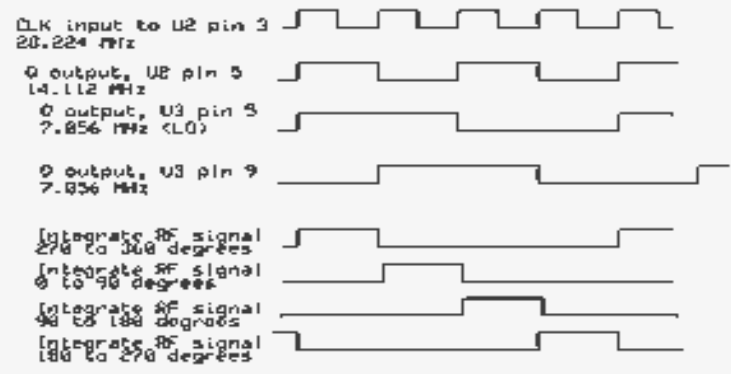 CLK input to U2 pin 3
28.224 MHz
Q output, U2 pin 5
14.112 MHz
Q output, U3 pin 5
7.056 MHz (LO)
Q output, U3 pin 9
7.056 MHz
Integrate RF signal
270 to 360 degrees
Integrate RF signal
0 to 90 degrees
Integrate RF signal
90 to 180 degrees
Integrate RF signal
180 to 270 degrees